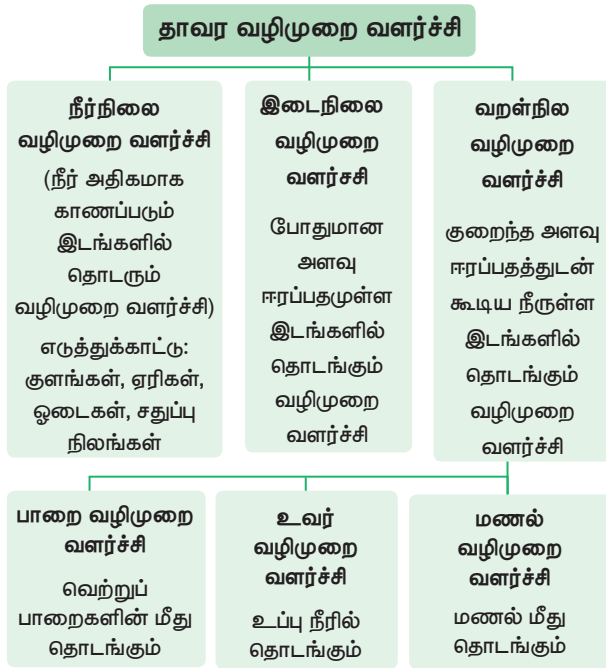 தாவர வழிமுறை வளர்ச்சி
நீர்நிலை
வழிமுறை வளர்ச்சி
(நீர் அதிகமாக
காணப்படும்
இடங்களில்
தொடரும்
வழிமுறை வளர்ச்சி)
எடுத்துக்காட்டு:
குளங்கள், ஏரிகள்,
ஓடைகள், சதுப்பு
நிலங்கள்
இடைநிலை
வழிமுறை
வளர்சசி
போதுமான
அளவு
ஈரப்பதமுள்ள
இடங்களில்
தொடங்கும்
வழிமுறை
வளர்ச்சி
வறள்நில
வழிமுறை
வளர்ச்சி
குறைந்த அளவு
ஈரப்பதத்துடன்
கூடிய நீருள்ள
இடங்களில்
தொடங்கும்
வழிமுறை
வளர்ச்சி
பாறை வழிமுறை
வளர்ச்சி
வெற்றுப்
பாறைகளின் மீது
தொடங்கும்
உவர்
வழிமுறை
வளர்ச்சி
உப்பு நீரில்
தொடங்கும்
மணல்
வழிமுறை
வளர்ச்சி
மணல் மீது
தொடங்கும்